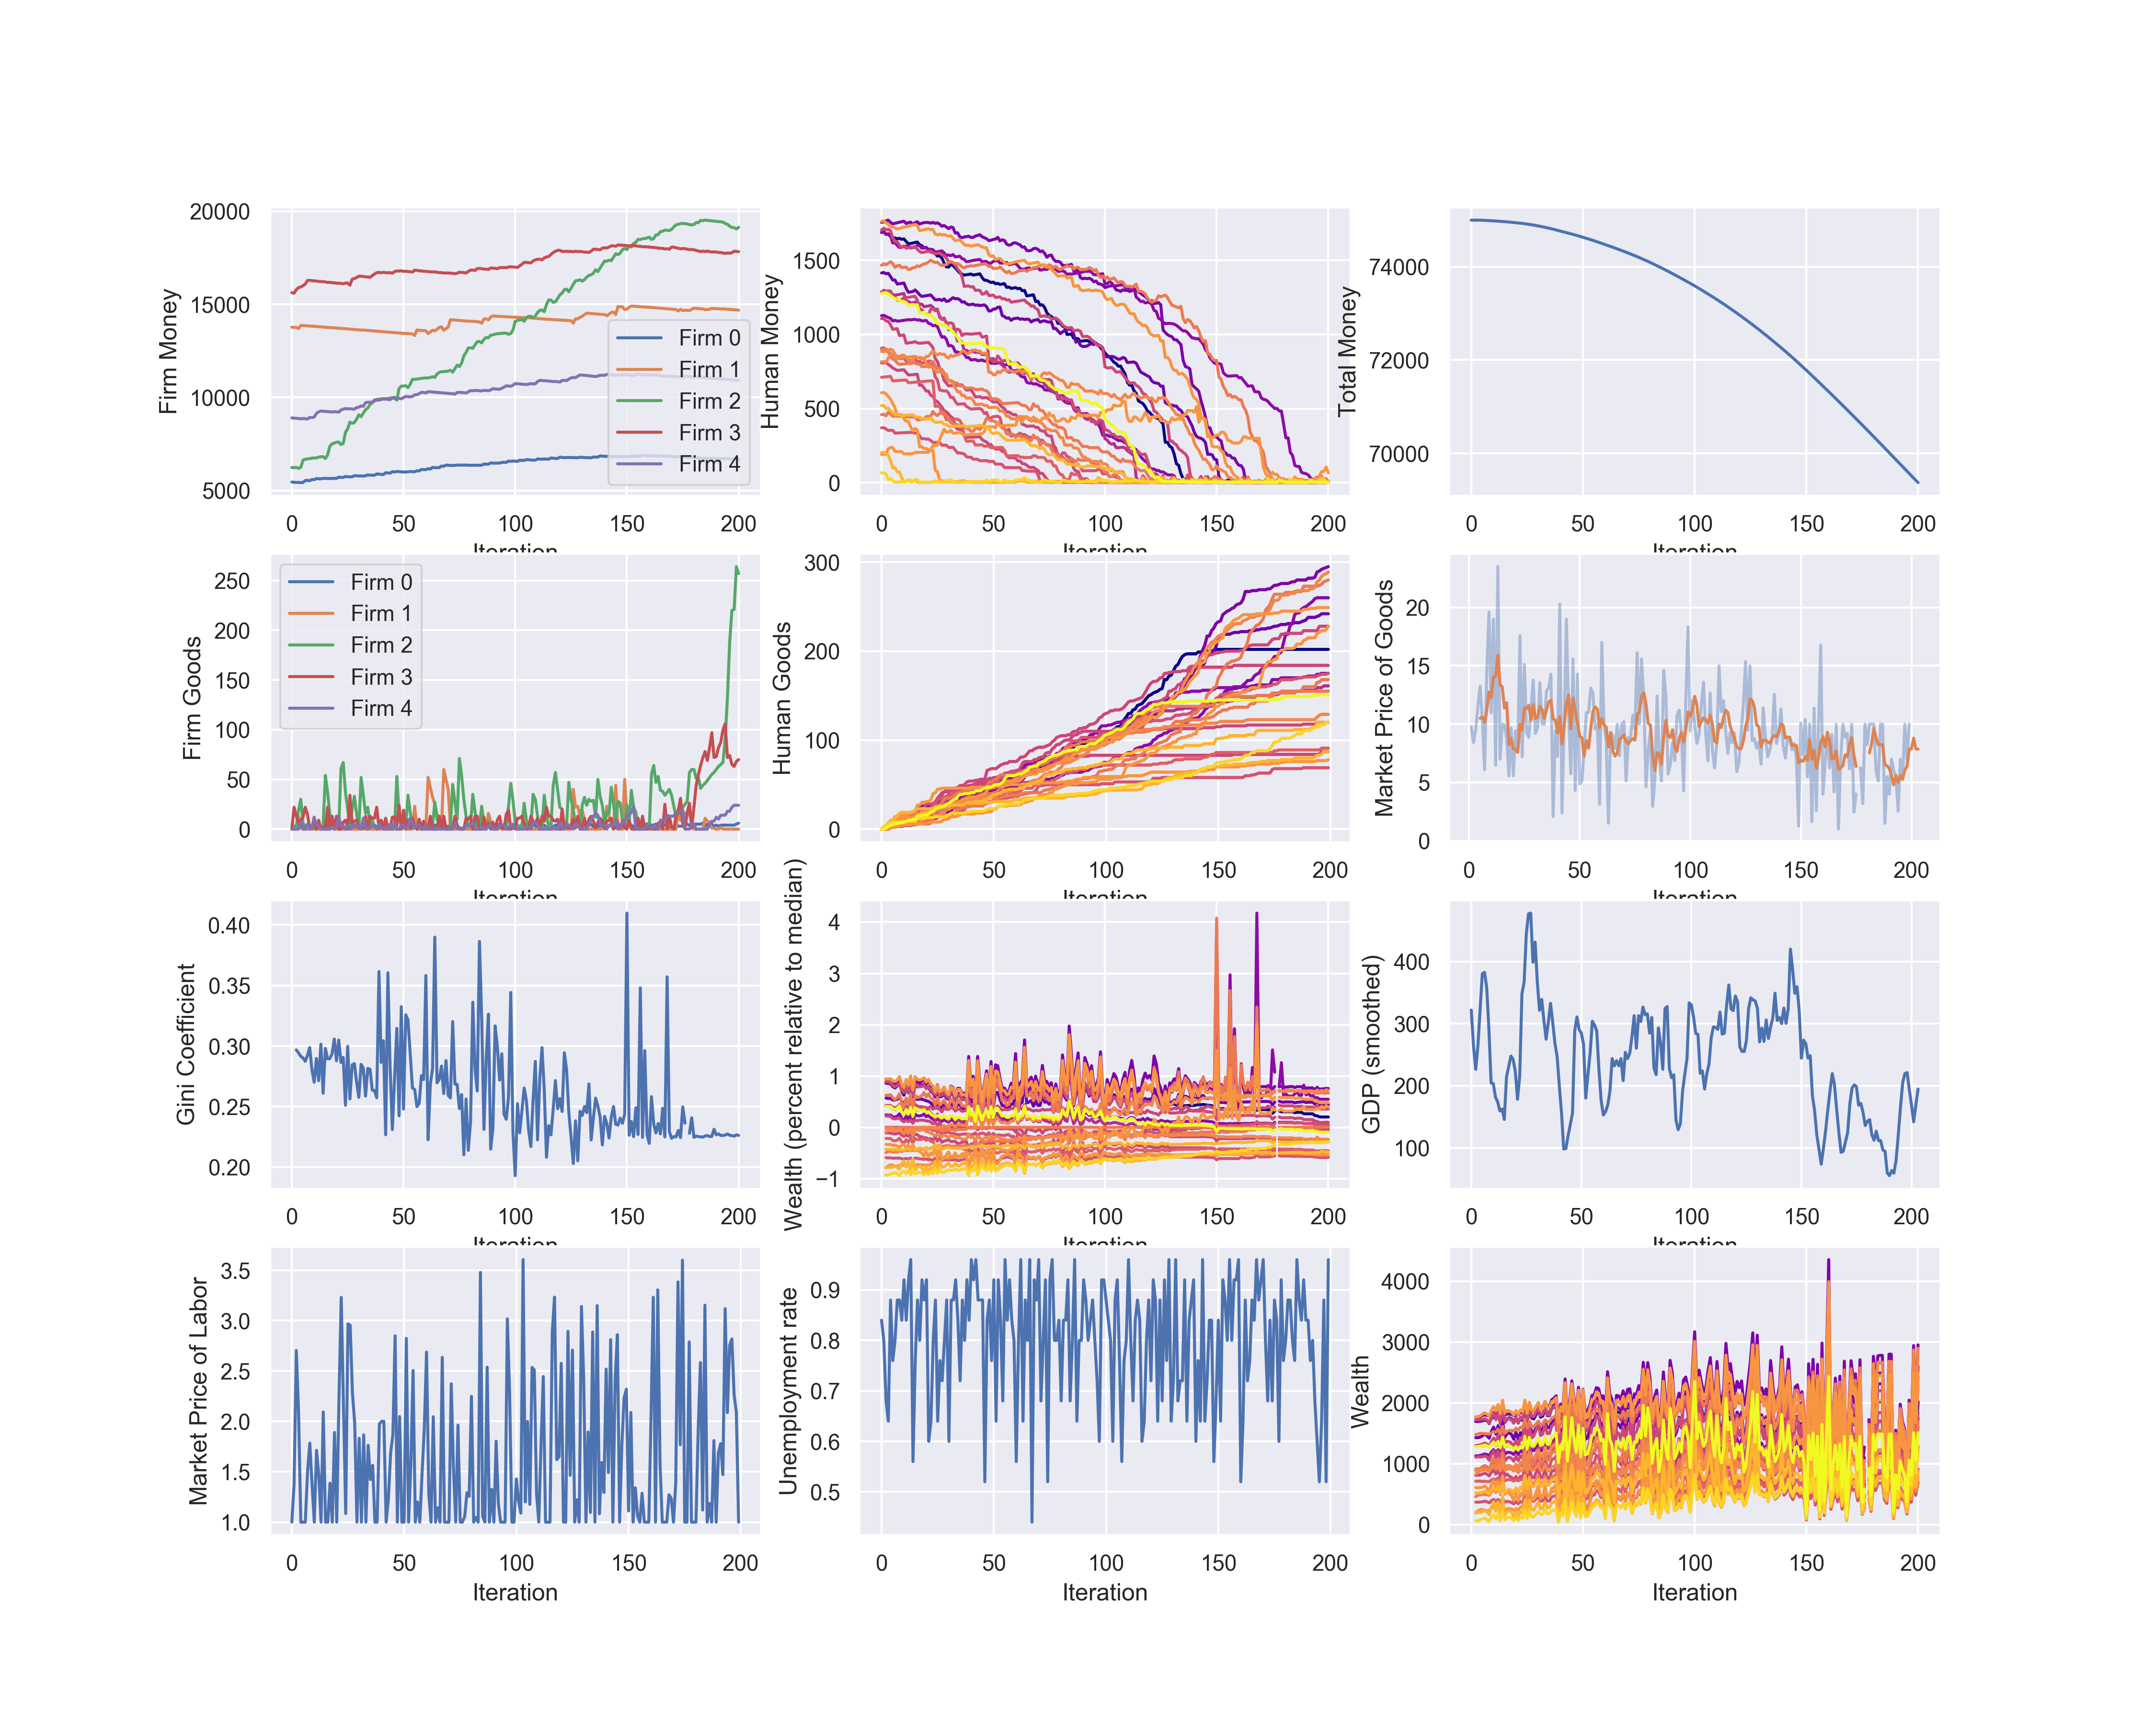 Firm Money
20000
15000
10000
5000
0 50 100 150 200
Iteration
Firm 0
Firm 1
Firm 2
Firm 3
Firm 4
Human Money
1500
1000
500
0
0 50 100 150 200
Iteration
Total Money
74000
72000
70000
0 50 100 150 200
Iteration
Firm Goods
250
200
150
100
50
0
0 50 100 150 200
Iteration
Firm 0
Firm 1
Firm 2
Firm 3
Firm 4
Human Goods
300
200
100
0
0 50 100 150 200
Iteration
Market Price of Goods
20
15
10
5
0
0 50 100 150 200
Iteration
Gini Coefficient
0.40
0.35
0.30
0.25
0.20
0 50 100 150 200
Iteration
Wealth (percent relative to median)
4
3
2
1
0
−1
0 50 100 150 200
Iteration
GDP (smoothed)
400
300
200
100
0 50 100 150 200
Iteration
Market Price of Labor
3.5
3.0
2.5
2.0
1.5
1.0
0 50 100 150 200
Iteration
Unemployment rate
0.9
0.8
0.7
0.6
0.5
0 50 100 150 200
Iteration
Wealth
4000
3000
2000
1000
0
0 50 100 150 200
Iteration